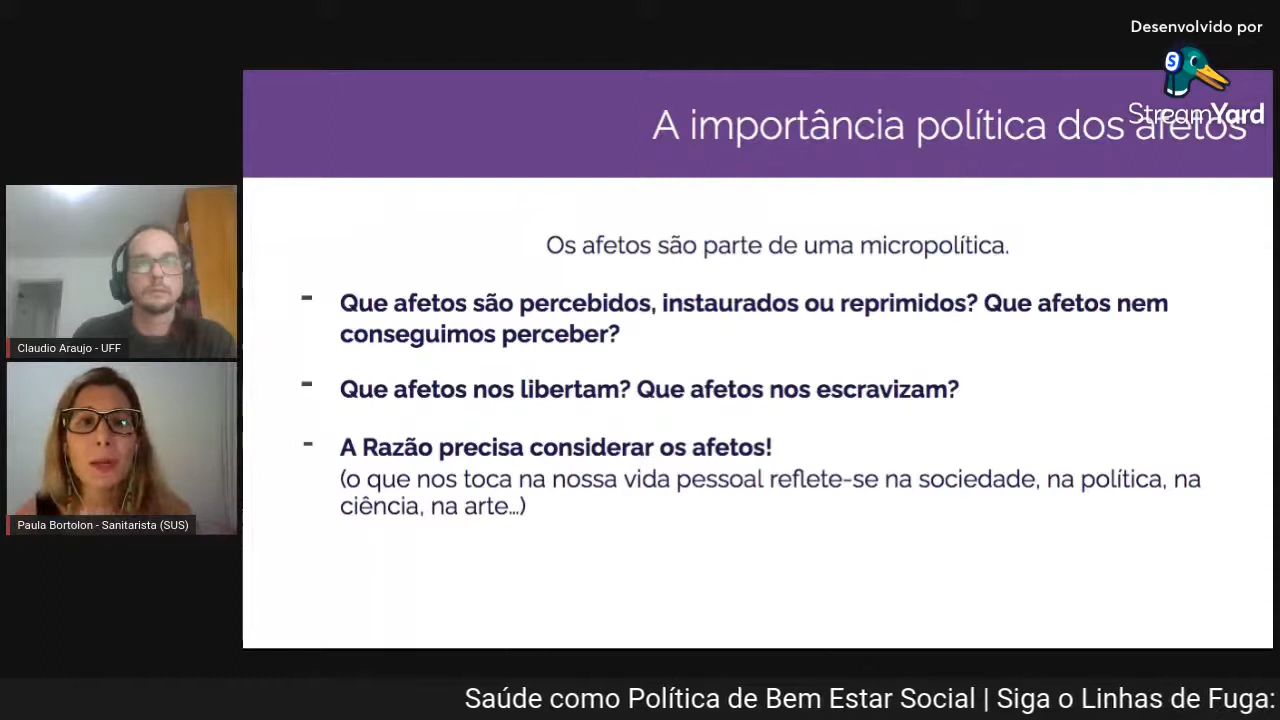 Desenvolvido por
StreamYard
A importância política dos afetos
Os afetos são parte de uma micropolítica.
- Que afetos são percebidos, instaurados ou reprimidos? Que afetos nem
conseguimos perceber?
- Que afetos nos libertam? Que afetos nos escravizam?
- A Razão precisa considerar os afetos!
(o que nos toca na nossa vida pessoal reflete-se na sociedade, na política, na
ciência, na arte…)
Claudio Araujo - UFF
Paula Bortolon - Sanitarista (SUS)
Saúde como Política de Bem Estar Social | Siga o Linhas de Fuga: